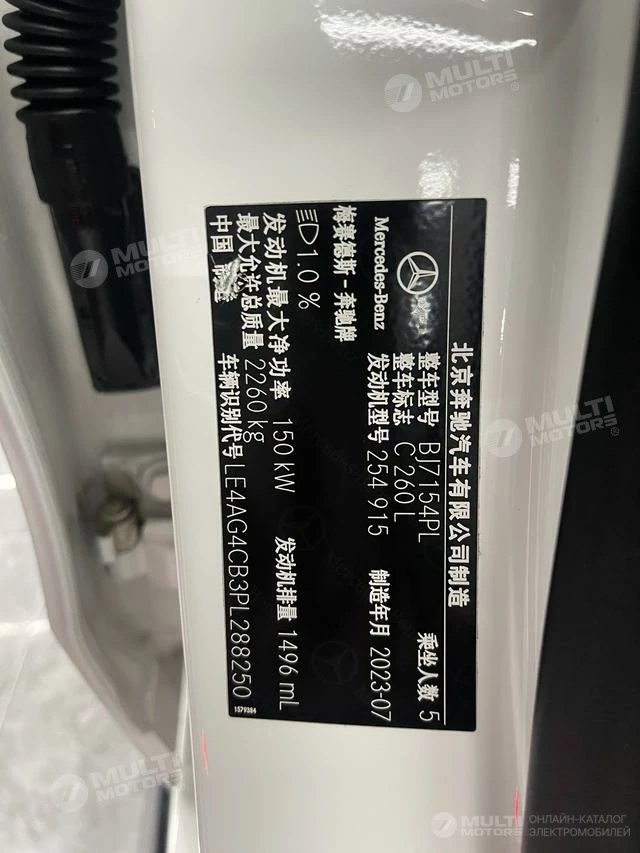 北京奔驰汽车有限公司制造
Mercedes-Benz
梅赛德斯-奔驰牌
整车型号 BJ7154PL 乘坐人数 5
整车标志 C 260 L
发动机型号 254 915 制造年月 2023-07
1.0 %
发动机最大净功率 150 kW 发动机排量 1496 mL
最大允许总质量 2260 kg
中国 制造 车辆识别代号 LE4AG4CB3PL288250
1579384
MULTI MOTORS®
MULTI MOTORS®
MULTI MOTORS®
MULTI MOTORS
MULTI MOTORS ОНЛАЙН-КАТАЛОГ ЭЛЕКТРОМОБИЛЕЙ